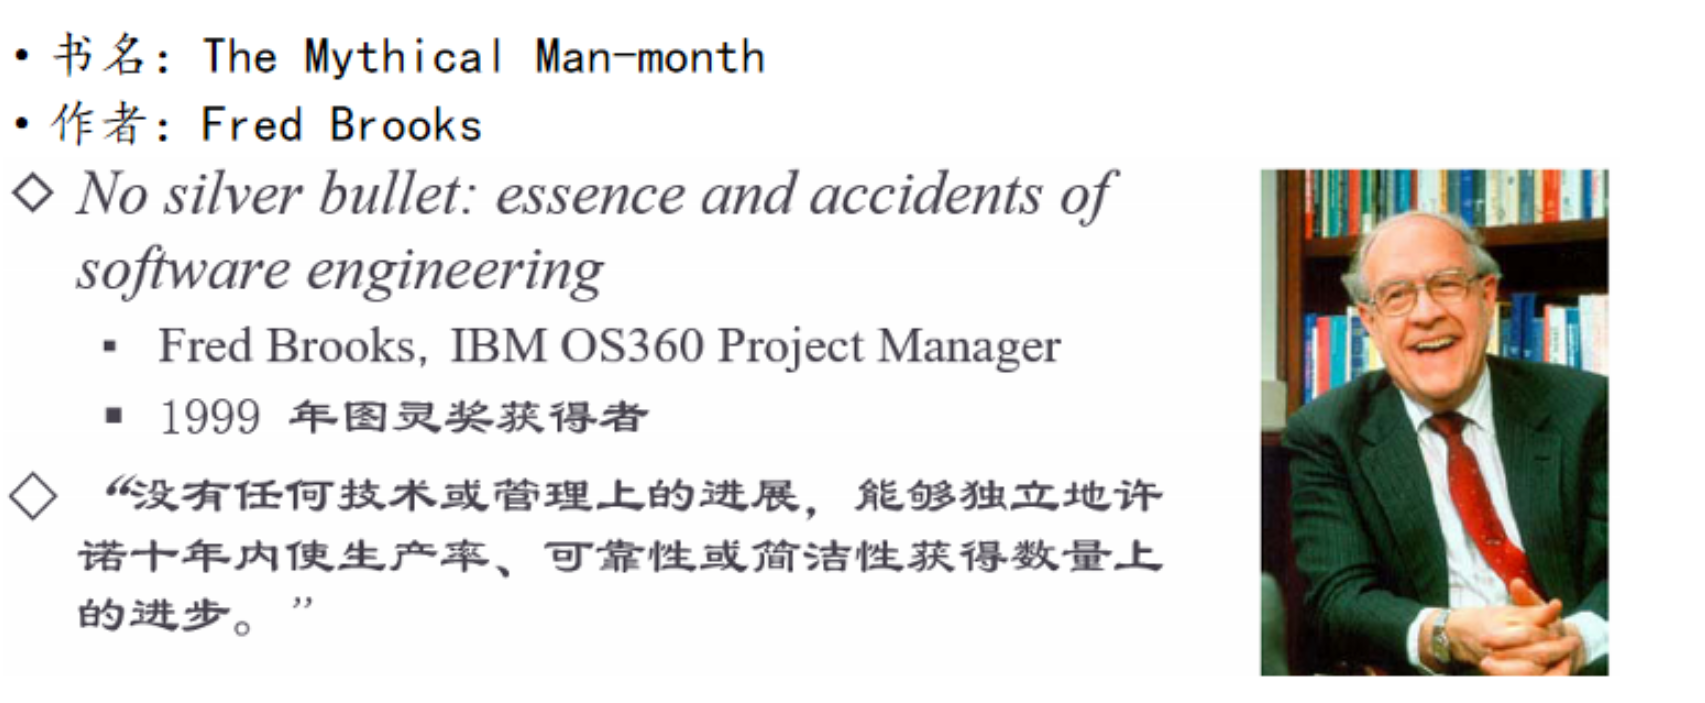 • 书名：The Mythical Man-month
• 作者：Fred Brooks
◇ No silver bullet: essence and accidents of
software engineering
▪ Fred Brooks, IBM OS360 Project Manager
▪ 1999 年图灵奖获得者
◇ “没有任何技术或管理上的进展，能够独立地许
诺十年内使生产率、可靠性或简洁性获得数量上
的进步。”